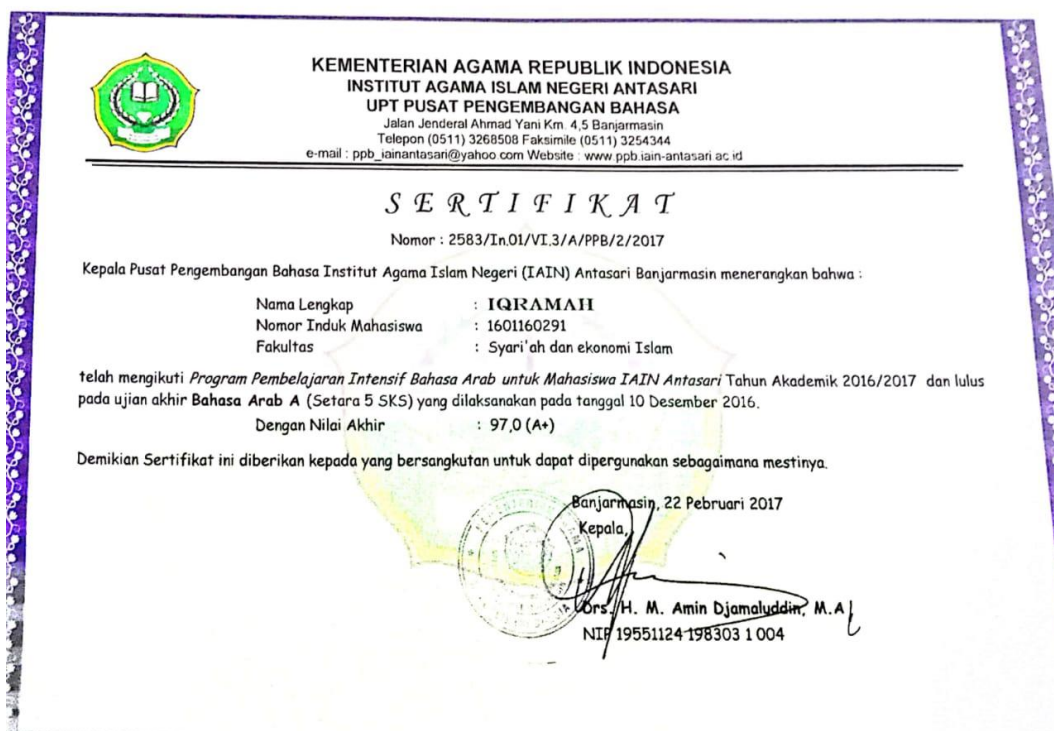 KEMENTERIAN AGAMA REPUBLIK INDONESIA
INSTITUT AGAMA ISLAM NEGERI ANTASARI
UPT PUSAT PENGEMBANGAN BAHASA
Jalan Jenderal Ahmad Yani Km. 4,5 Banjarmasin
Telepon (0511) 3268508 Faksimile (0511) 3254344
e-mail : ppb_iainantasari@yahoo.com Website : www.ppb.iain-antasari.ac.id
SERTIFIKAT
Nomor : 2583/In.01/VI.3/A/PPB/2/2017
Kepala Pusat Pengembangan Bahasa Institut Agama Islam Negeri (IAIN) Antasari Banjarmasin menerangkan bahwa :
Nama Lengkap : IQRAMAH
Nomor Induk Mahasiswa : 1601160291
Fakultas : Syari'ah dan ekonomi Islam
telah mengikuti Program Pembelajaran Intensif Bahasa Arab untuk Mahasiswa IAIN Antasari Tahun Akademik 2016/2017 dan lulus
pada ujian akhir Bahasa Arab A (Setara 5 SKS) yang dilaksanakan pada tanggal 10 Desember 2016.
Dengan Nilai Akhir : 97,0 (A+)
Demikian Sertifikat ini diberikan kepada yang bersangkutan untuk dapat dipergunakan sebagaimana mestinya.
Banjarmasin, 22 Pebruari 2017
Kepala,
Drs. H. M. Amin Djamaluddin, M.A
NIP 19551124 198303 1 004